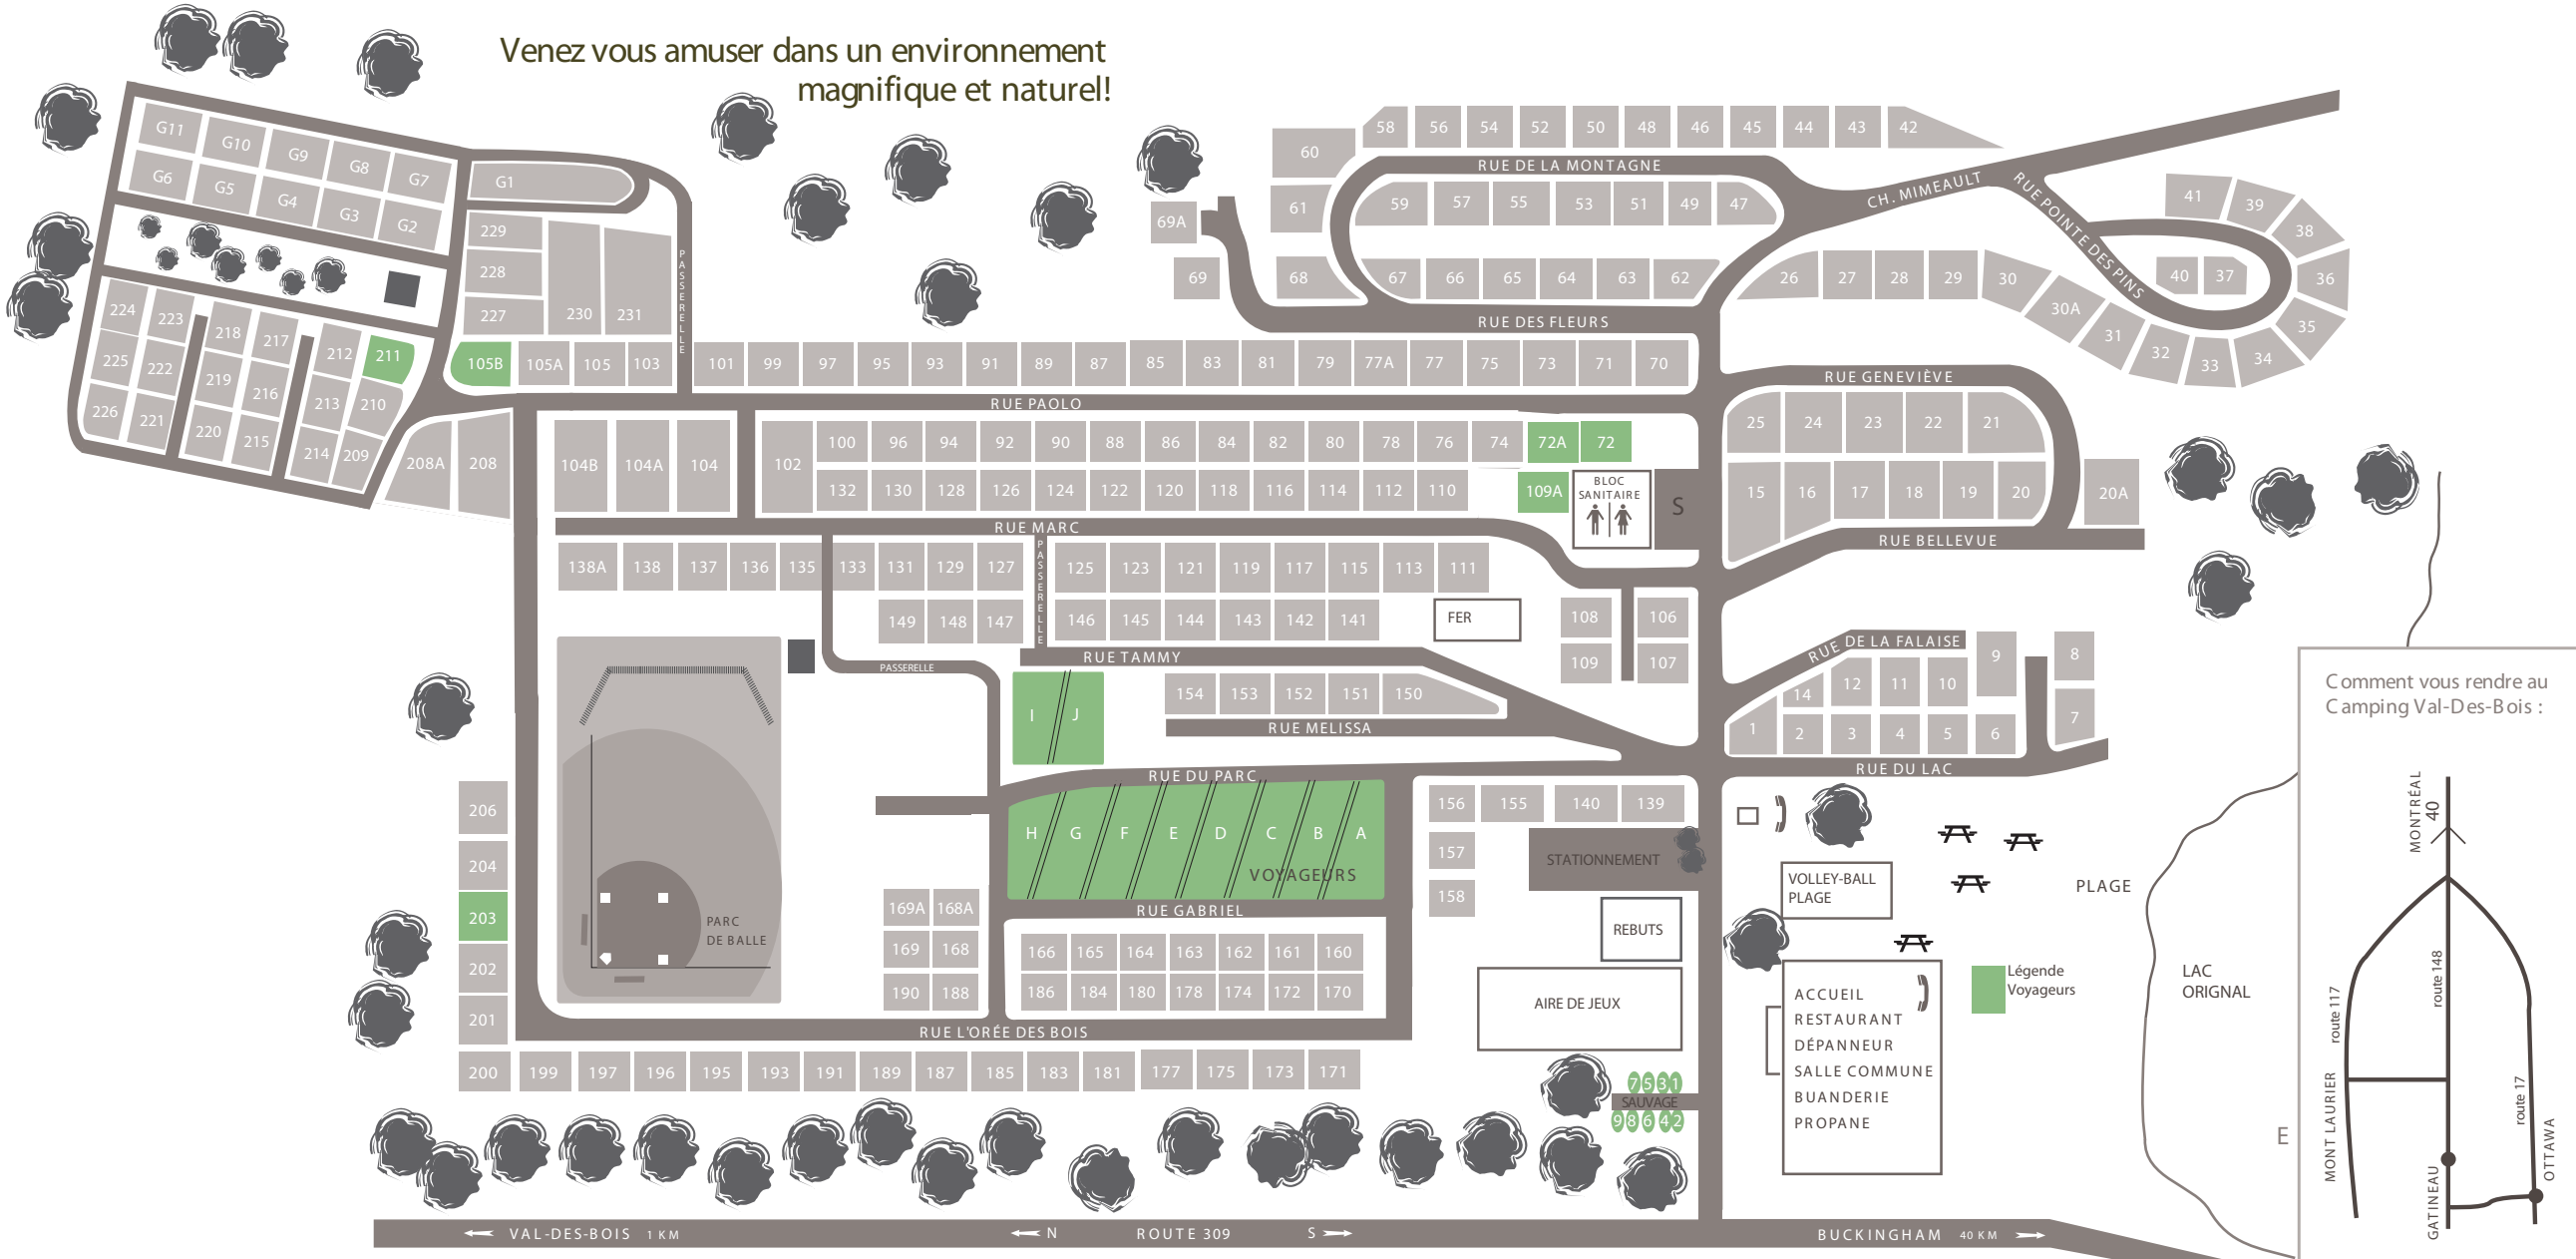 Venez vous amuser dans un environnement
magnifique et naturel!
G11 G10 G9 G8 G7
G6 G5 G4 G3 G2
G1
229
228
227
230 231
PASSERELLE
224 223 218 217 212 211
225 222 219 216 213 210
226 221 220 215 214 209
208A 208
58 56 54 52 50 48 46 45 44 43 42
60
RUE DE LA MONTAGNE
61 59 57 55 53 51 49 47
69A
69 68 67 66 65 64 63 62
RUE DES FLEURS
CH. MIMEAULT
RUE POINTE DES PINS
41 39 38
40 37 36
26 27 28 29 30 30A 31 32 33 34 35
105B 105A 105 103 101 99 97 95 93 91 89 87 85 83 81 79 77A 77 75 73 71 70
RUE PAOLO
RUE GENEVIÈVE
25 24 23 22 21
15 16 17 18 19 20 20A
RUE BELLEVUE
104B 104A 104 102
100 96 94 92 90 88 86 84 82 80 78 76 74 72A 72
132 130 128 126 124 122 120 118 116 114 112 110 109A
BLOC
SANITAIRE
S
RUE MARC
138A 138 137 136 135 133 131 129 127
PASSERELLE
125 123 121 119 117 115 113 111
149 148 147 146 145 144 143 142 141
FER
108 106
109 107
RUE TAMMY
PASSERELLE
I J
154 153 152 151 150
RUE MELISSA
RUE DE LA FALAISE
9 8
14 12 11 10
1 2 3 4 5 6 7
RUE DU LAC
RUE DU PARC
H G F E D C B A
VOYAGEURS
RUE GABRIEL
156 155 140 139
157
158
STATIONNEMENT
REBUTS
AIRE DE JEUX
206
204
203
202
201
PARC
DE BALLE
169A 168A
169 168
190 188
166 165 164 163 162 161 160
186 184 180 178 174 172 170
RUE L'ORÉE DES BOIS
200 199 197 196 195 193 191 189 187 185 183 181 177 175 173 171
7 5 3 1
SAUVAGE
9 8 6 4 2
VOLLEY-BALL
PLAGE
PLAGE
ACCUEIL
RESTAURANT
DÉPANNEUR
SALLE COMMUNE
BUANDERIE
PROPANE
Légende
Voyageurs
LAC
ORIGNAL
E
Comment vous rendre au
Camping Val-Des-Bois :
MONTRÉAL
40
route 148
route 117
route 17
MONT LAURIER
GATINEAU
OTTAWA
VAL-DES-BOIS 1 KM
N ROUTE 309 S
BUCKINGHAM 40 KM